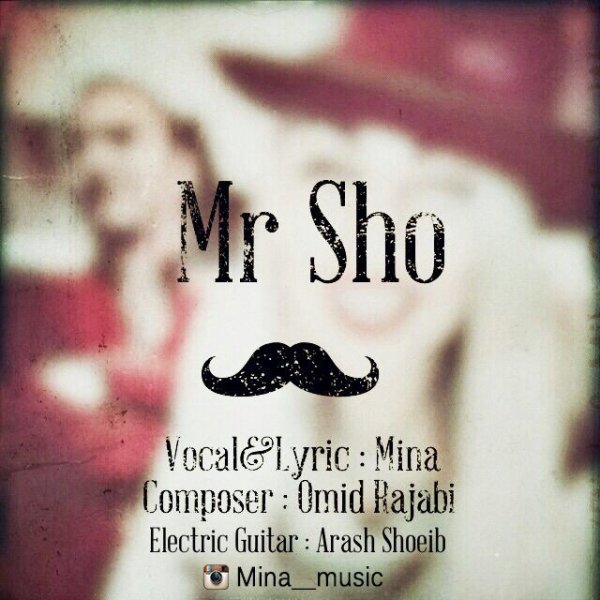 Mr Sho
Vocal&Lyric : Mina
Composer : Omid Rajabi
Electric Guitar : Arash Shoeib
Mina__music